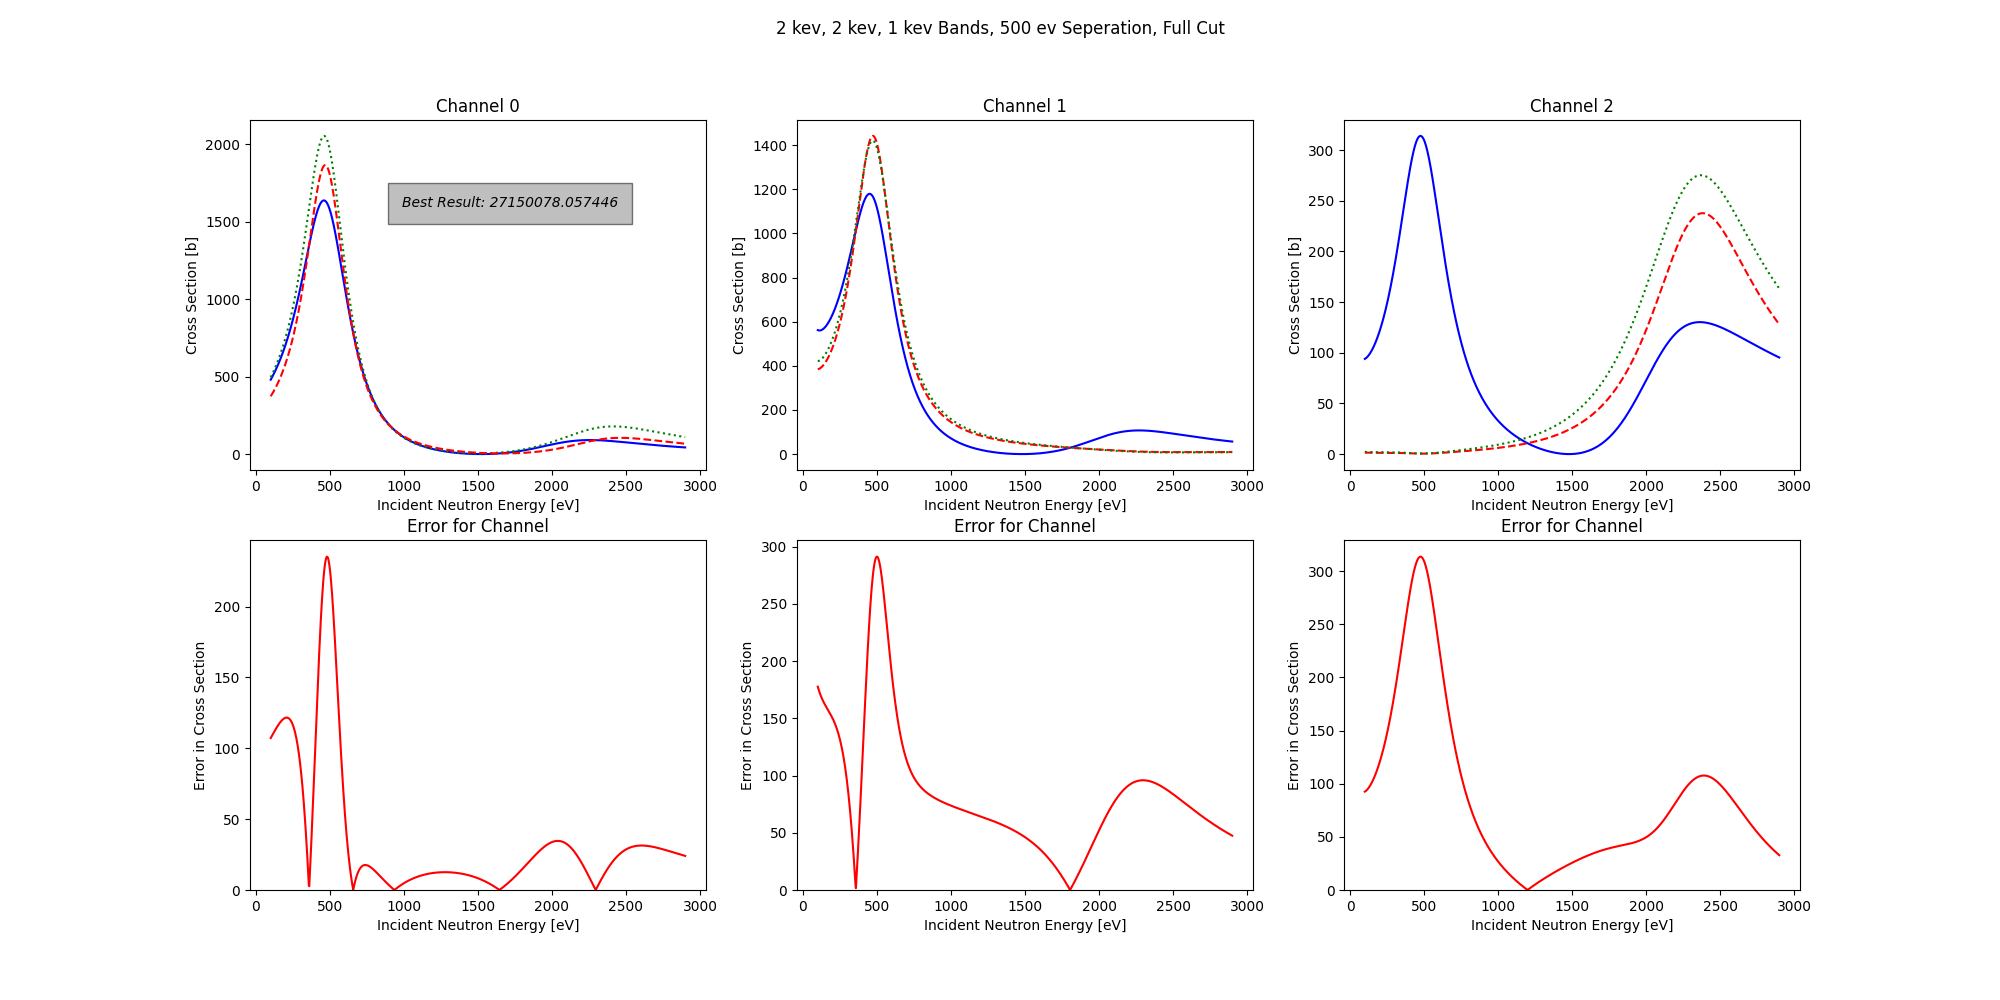 2 kev, 2 kev, 1 kev Bands, 500 ev Seperation, Full Cut
Channel 0
Cross Section [b]
2000
1500
1000
500
0
Best Result: 27150078.057446
0 500 1000 1500 2000 2500 3000
Incident Neutron Energy [eV]
Channel 1
Cross Section [b]
1400
1200
1000
800
600
400
200
0
0 500 1000 1500 2000 2500 3000
Incident Neutron Energy [eV]
Channel 2
Cross Section [b]
300
250
200
150
100
50
0
0 500 1000 1500 2000 2500 3000
Incident Neutron Energy [eV]
Error for Channel
Error in Cross Section
200
150
100
50
0
0 500 1000 1500 2000 2500 3000
Incident Neutron Energy [eV]
Error for Channel
Error in Cross Section
300
250
200
150
100
50
0
0 500 1000 1500 2000 2500 3000
Incident Neutron Energy [eV]
Error for Channel
Error in Cross Section
300
250
200
150
100
50
0
0 500 1000 1500 2000 2500 3000
Incident Neutron Energy [eV]